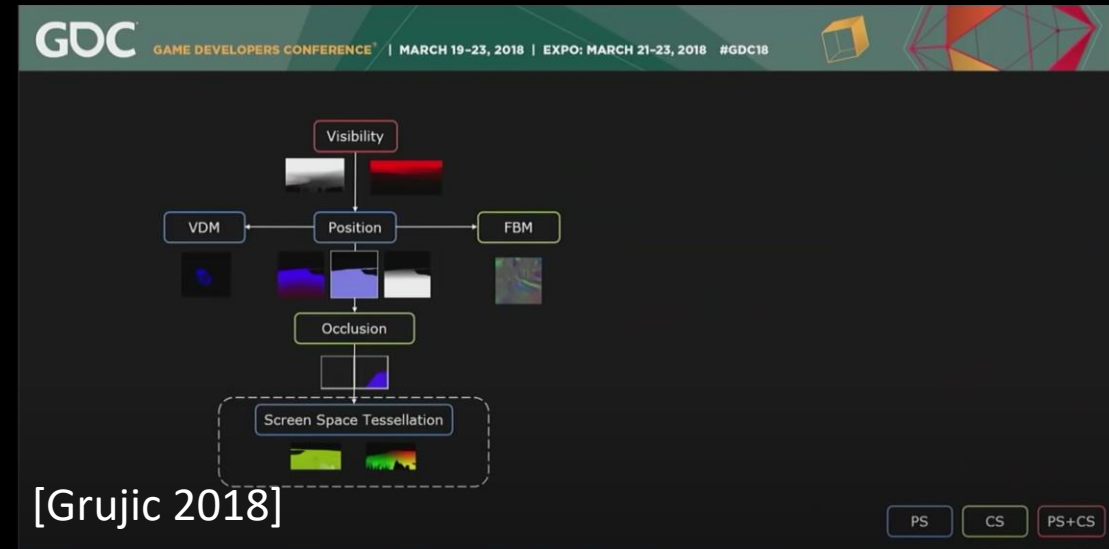 GDC GAME DEVELOPERS CONFERENCE® | MARCH 19–23, 2018 | EXPO: MARCH 21–23, 2018 #GDC18
Visibility
VDM Position FBM
Occlusion
Screen Space Tessellation
[Grujic 2018]
PS CS PS+CS